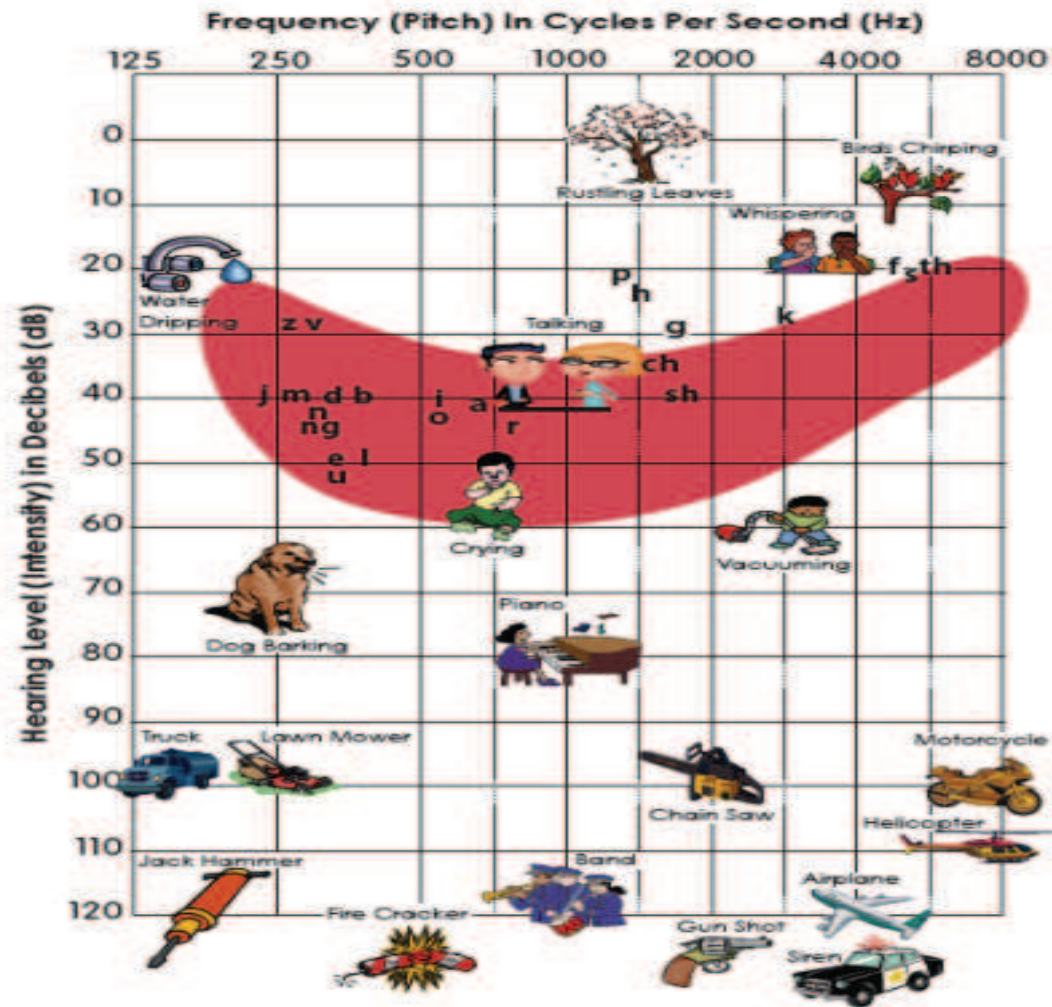 Frequency (Pitch) In Cycles Per Second (Hz)
125 250 500 1000 2000 4000 8000
Hearing Level (Intensity) in Decibels (dB)
0
Birds Chirping
10
Rustling Leaves
Whispering
20
p
f s th
h
Water
Dripping
z v
Talking
g
k
30
ch
40
j m d b
i
a
sh
n
o
ng
r
50
e l
u
60
Crying
Vacuuming
70
Piano
Dog Barking
80
90
Truck
Lawn Mower
Motorcycle
100
Chain Saw
Helicopter
110
Jack Hammer
Band
Airplane
120
Fire Cracker
Gun Shot
Siren